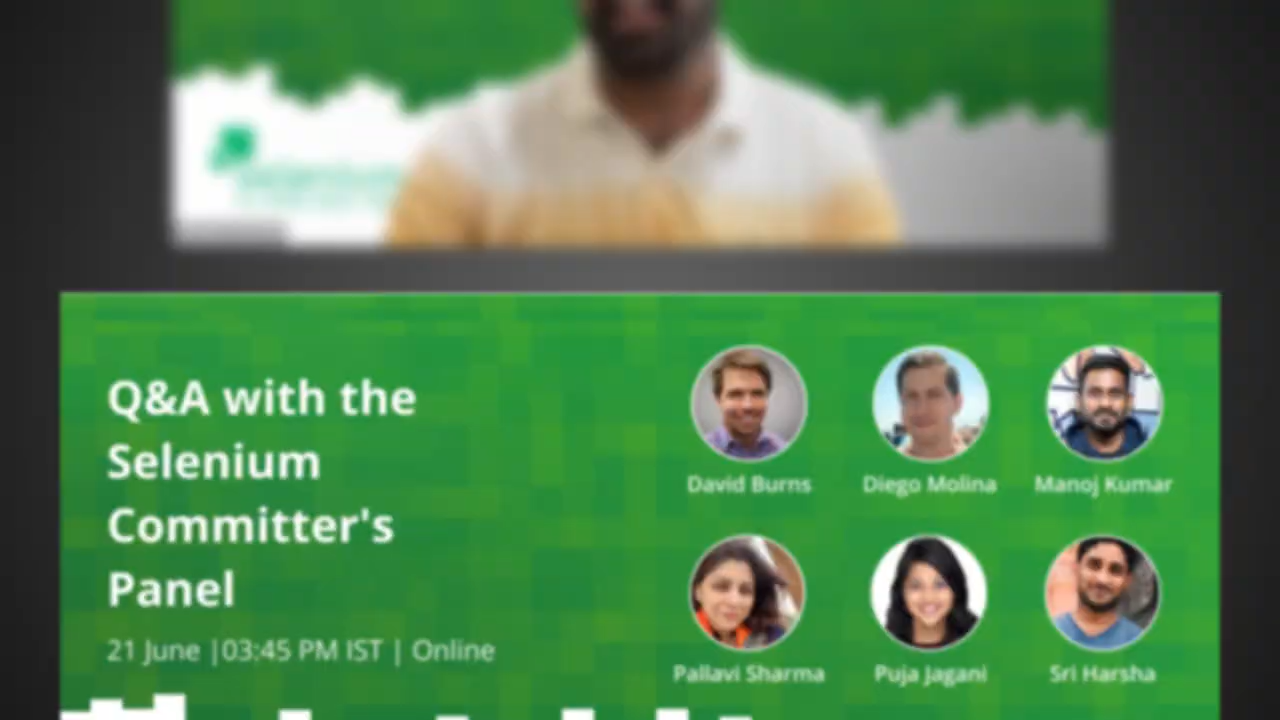 Q&A with the
Selenium
Committer's
Panel
21 June |03:45 PM IST | Online
David Burns
Diego Molina
Manoj Kumar
Pallavi Sharma
Puja Jagani
Sri Harsha